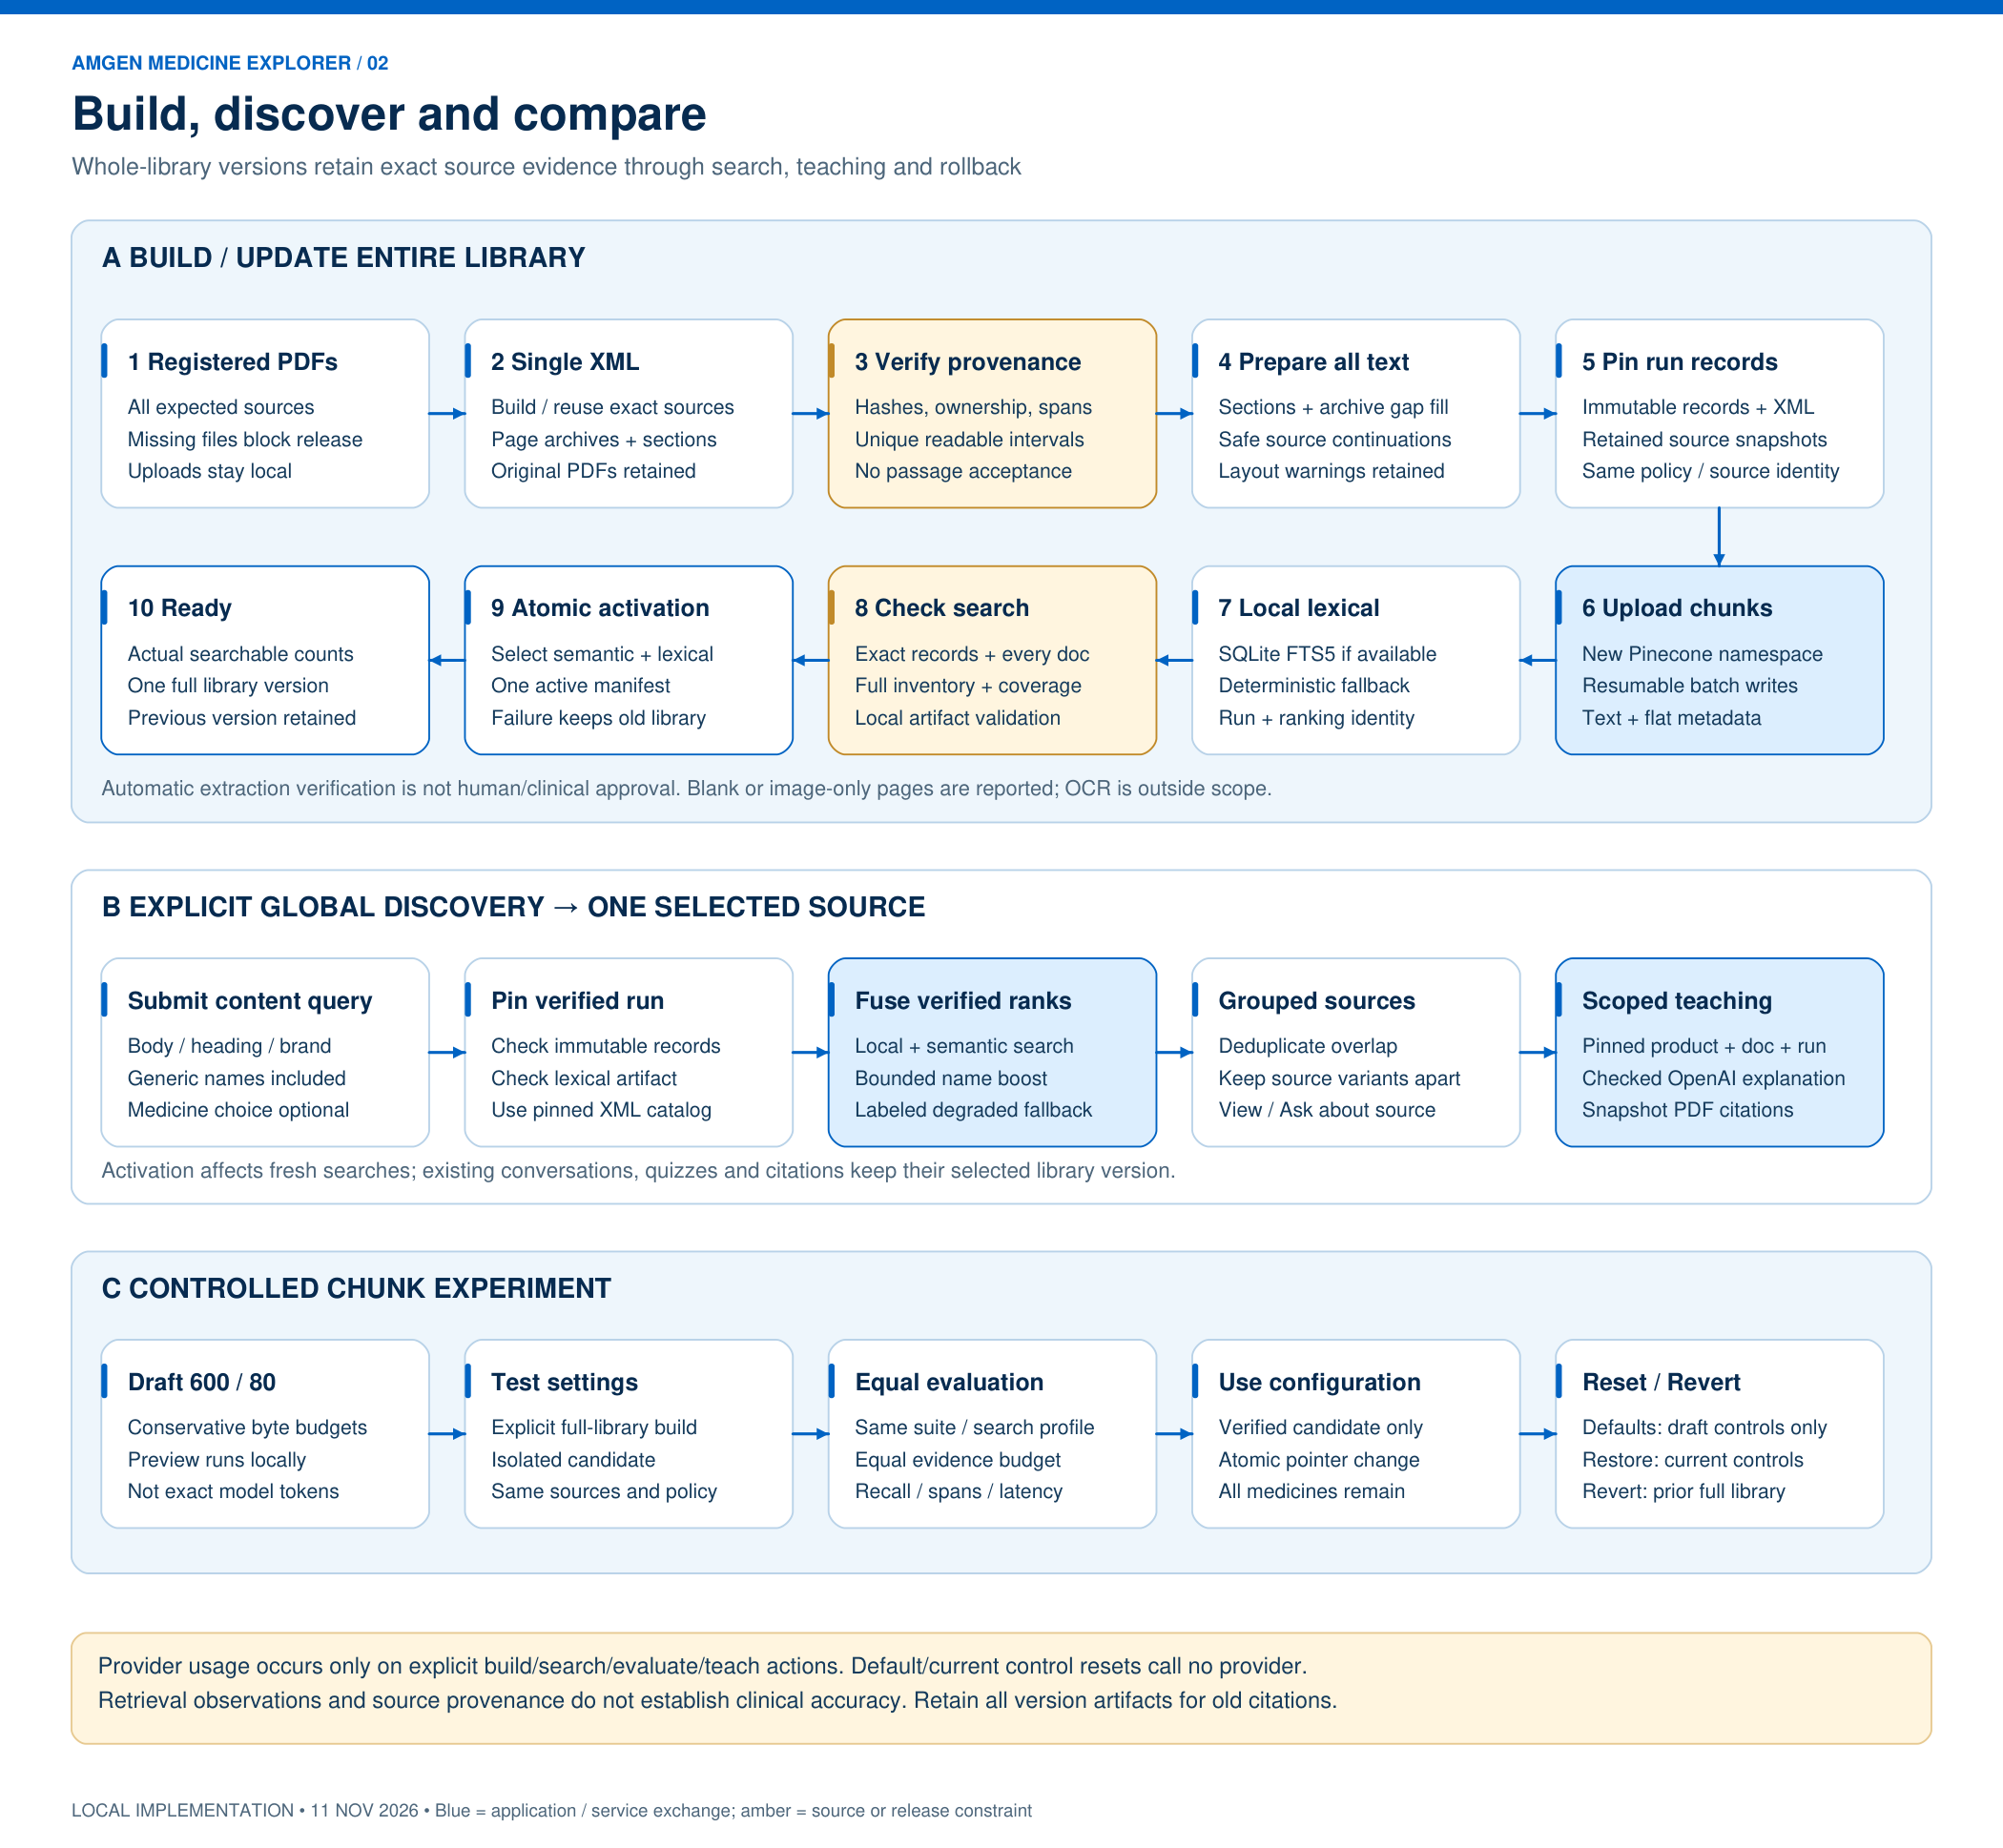 AMGEN MEDICINE EXPLORER / 02
Build, discover and compare
Whole-library versions retain exact source evidence through search, teaching and rollback
A BUILD / UPDATE ENTIRE LIBRARY
1 Registered PDFs
All expected sources
Missing files block release
Uploads stay local
2 Single XML
Build / reuse exact sources
Page archives + sections
Original PDFs retained
3 Verify provenance
Hashes, ownership, spans
Unique readable intervals
No passage acceptance
4 Prepare all text
Sections + archive gap fill
Safe source continuations
Layout warnings retained
5 Pin run records
Immutable records + XML
Retained source snapshots
Same policy / source identity
6 Upload chunks
New Pinecone namespace
Resumable batch writes
Text + flat metadata
7 Local lexical
SQLite FTS5 if available
Deterministic fallback
Run + ranking identity
8 Check search
Exact records + every doc
Full inventory + coverage
Local artifact validation
9 Atomic activation
Select semantic + lexical
One active manifest
Failure keeps old library
10 Ready
Actual searchable counts
One full library version
Previous version retained
Automatic extraction verification is not human/clinical approval. Blank or image-only pages are reported; OCR is outside scope.
B EXPLICIT GLOBAL DISCOVERY → ONE SELECTED SOURCE
Submit content query
Body / heading / brand
Generic names included
Medicine choice optional
Pin verified run
Check immutable records
Check lexical artifact
Use pinned XML catalog
Fuse verified ranks
Local + semantic search
Bounded name boost
Labeled degraded fallback
Grouped sources
Deduplicate overlap
Keep source variants apart
View / Ask about source
Scoped teaching
Pinned product + doc + run
Checked OpenAI explanation
Snapshot PDF citations
Activation affects fresh searches; existing conversations, quizzes and citations keep their selected library version.
C CONTROLLED CHUNK EXPERIMENT
Draft 600 / 80
Conservative byte budgets
Preview runs locally
Not exact model tokens
Test settings
Explicit full-library build
Isolated candidate
Same sources and policy
Equal evaluation
Same suite / search profile
Equal evidence budget
Recall / spans / latency
Use configuration
Verified candidate only
Atomic pointer change
All medicines remain
Reset / Revert
Defaults: draft controls only
Restore: current controls
Revert: prior full library
Provider usage occurs only on explicit build/search/evaluate/teach actions. Default/current control resets call no provider.
Retrieval observations and source provenance do not establish clinical accuracy. Retain all version artifacts for old citations.
LOCAL IMPLEMENTATION • 11 NOV 2026 • Blue = application / service exchange; amber = source or release constraint